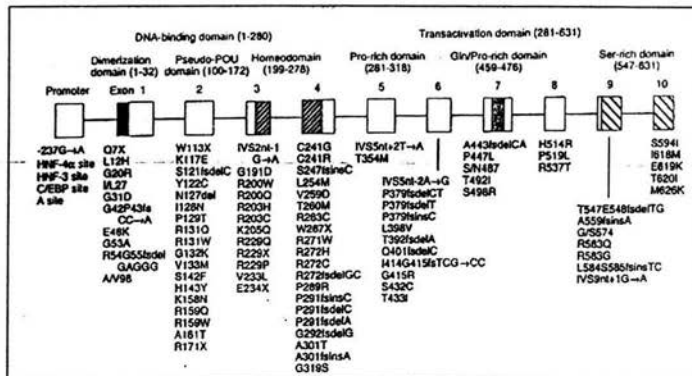 DNA-binding domain (1-280)
Transactivation domain (281-631)
Dimerization domain (1-32)
Pseudo-POU domain (100-172)
Homeodomain (199-278)
Pro-rich domain (281-318)
Gln/Pro-rich domain (459-476)
Ser-rich domain (547-631)
Promoter
Exon 1
2
3
4
5
6
7
8
9
10
-237G→A
HNF-4α site
HNF-3 site
C/EBP site
A site
Q7X
L12H
G20R
I/L27
G31D
G42P43fs
CC→A
E48K
G53A
R54G55fsdel
GAGGG
A/V98
W113X
K117E
S121fsdelC
Y122C
N127del
I128N
P129T
R131Q
R131W
G132K
V133M
S142F
H143Y
K158N
R159Q
R159W
A161T
R171X
IVS2nt-1
G→A
G191D
R200W
R200Q
R203H
R203C
K205Q
R229Q
R229X
R229P
V233L
E234X
C241G
C241R
S247fsinsC
L254M
V259D
T260M
R263C
W267X
R271W
R272H
R272C
R272fsdelGC
P289R
P291fsinsC
P291fsdelC
P291fsdelA
G292fsdelG
A301T
A301fsinsA
G319S
IVS5nt+2T→A
T354M
IVS5nt-2A→G
P379fsdelCT
P379fsdelT
P379fsinsC
L398V
T392fsdelA
Q401fsdelC
I414G415fsTCG→CC
G415R
S432C
T433I
A443fsdelCA
P447L
S/N487
T492I
S498R
H514R
P519L
R537T
T547E548fsdelTG
A559fsinsA
G/S574
R583Q
R583G
L584S585fsinsTC
IVS9nt+1G→A
S594I
I618M
E619K
T620I
M626K